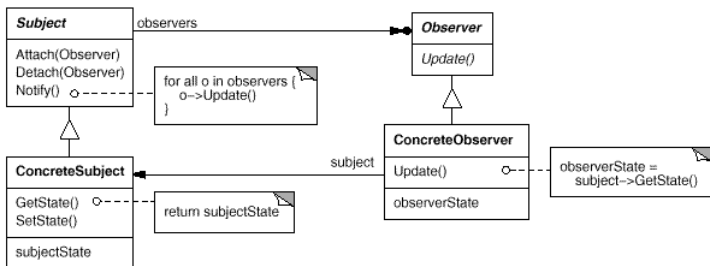 Subject
observers
Observer
Attach(Observer)
Detach(Observer)
Notify()
for all o in observers {
o->Update()
}
Update()
ConcreteSubject
GetState()
SetState()
subjectState
return subjectState
subject
ConcreteObserver
Update()
observerState
observerState =
subject->GetState()